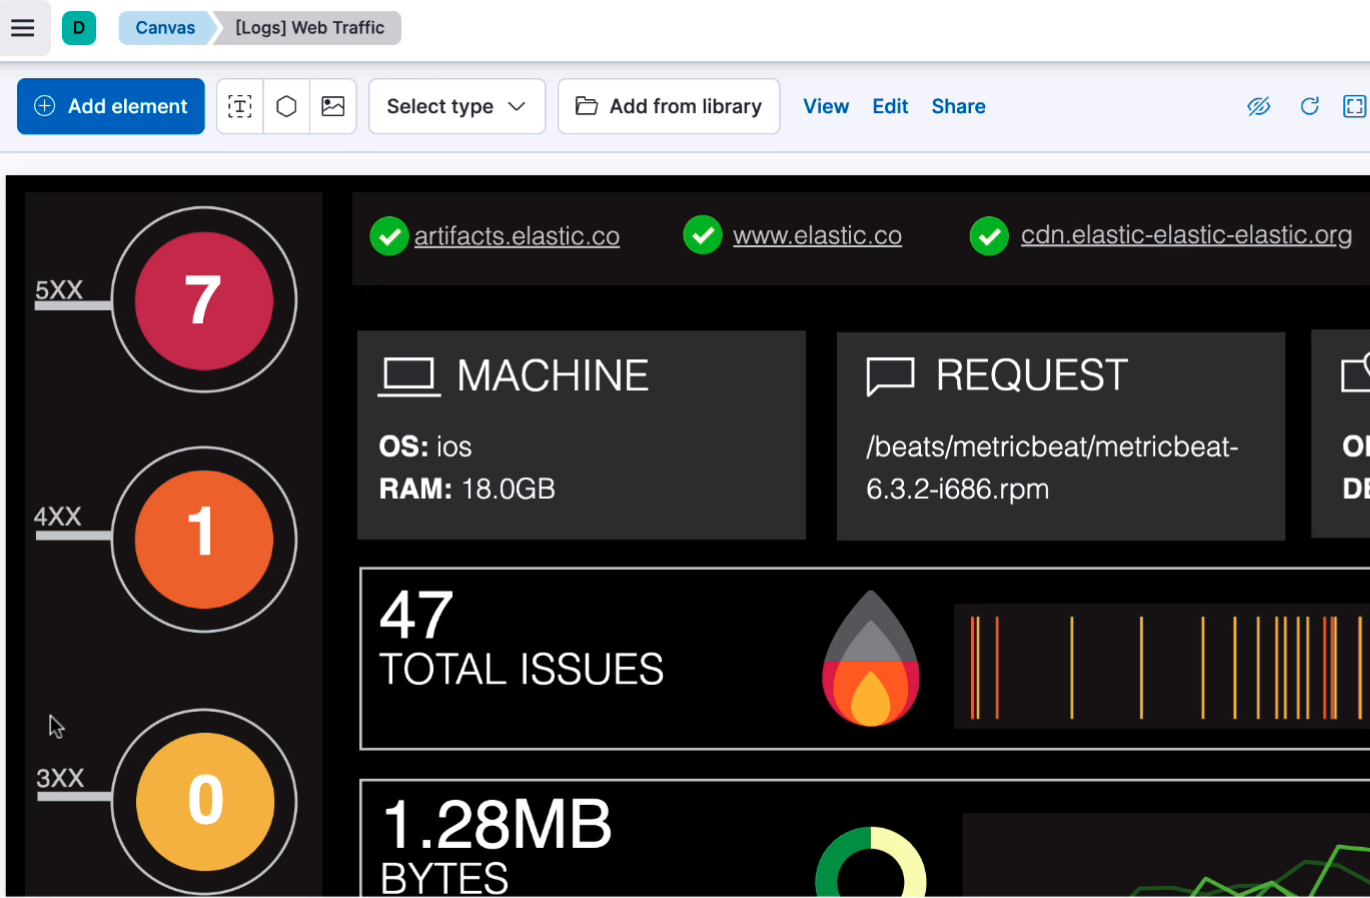 D
Canvas
[Logs] Web Traffic
Add element
T
Select type
Add from library
View
Edit
Share
5XX
7
artifacts.elastic.co
www.elastic.co
cdn.elastic-elastic-elastic.org
MACHINE
OS: ios
RAM: 18.0GB
REQUEST
/beats/metricbeat/metricbeat-
6.3.2-i686.rpm
4XX
1
47
TOTAL ISSUES
3XX
0
1.28MB
BYTES